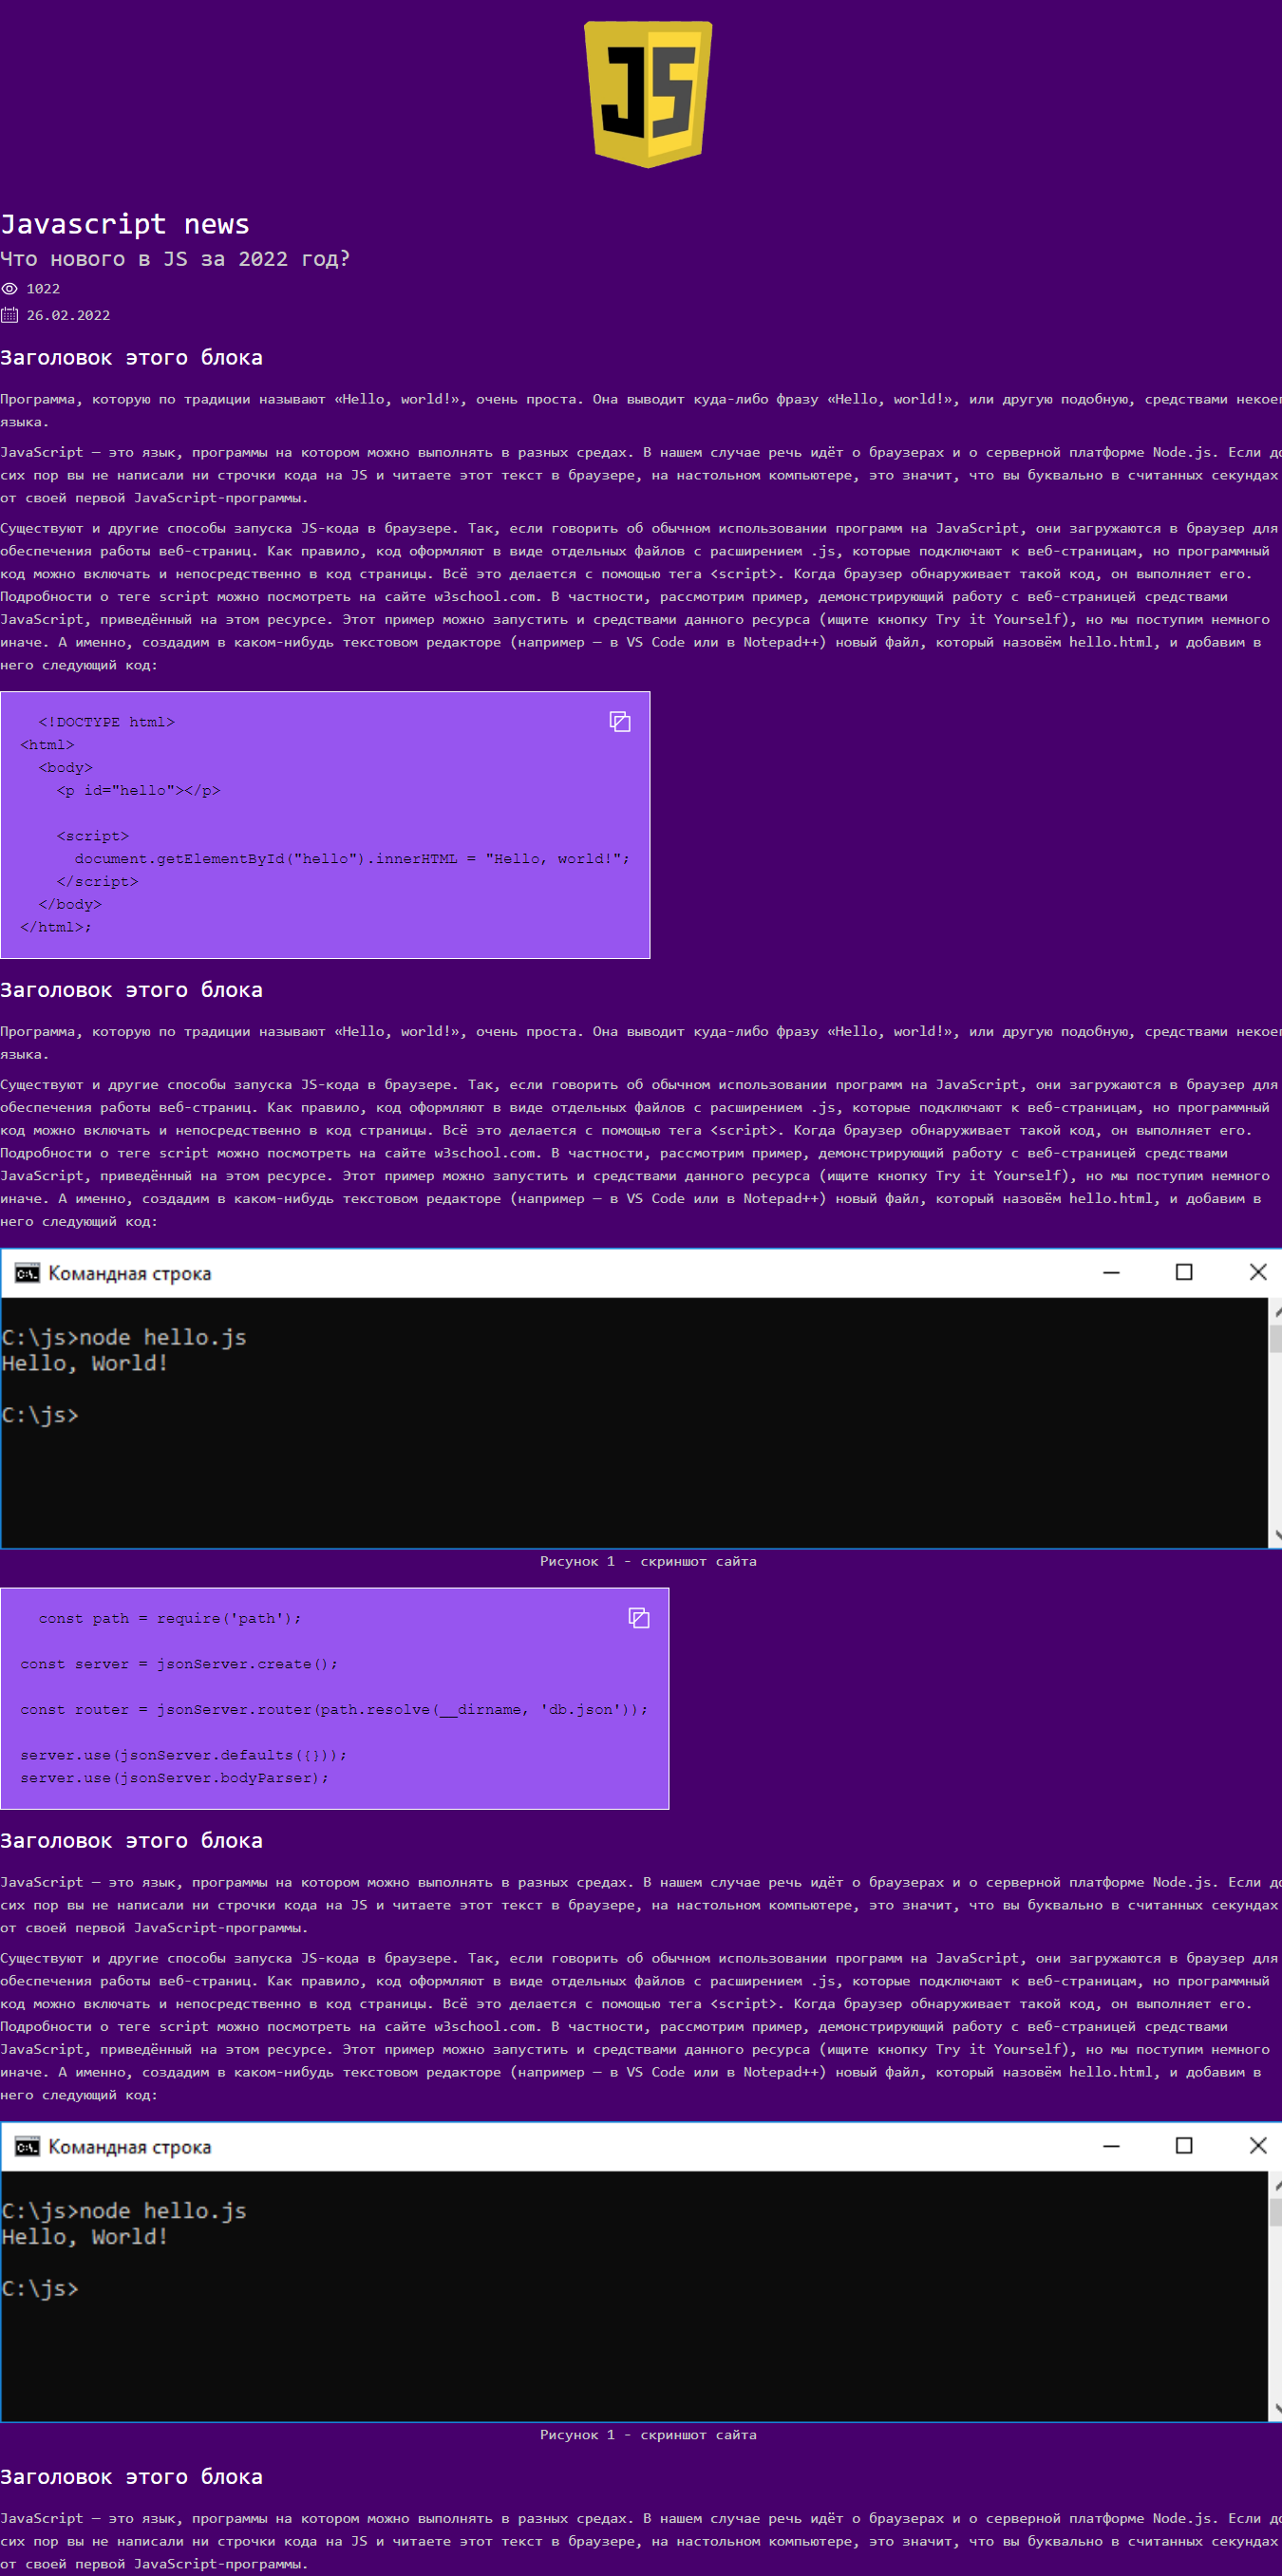 JS
Javascript news
Что нового в JS за 2022 год?
1022
26.02.2022
Заголовок этого блока
Программа, которую по традиции называют «Hello, world!», очень проста. Она выводит куда-либо фразу «Hello, world!», или другую подобную, средствами
языка.
JavaScript — это язык, программы на котором можно выполнять в разных средах. В нашем случае речь идёт о браузерах и о серверной платформе Node.js. Если до
сих пор вы не написали ни строчки кода на JS и читаете этот текст в браузере, на настольном компьютере, это значит, что вы буквально в считанных секундах
от своей первой JavaScript-программы.
Существуют и другие способы запуска JS-кода в браузере. Так, если говорить об обычном использовании программ на JavaScript, они загружаются в браузер для
обеспечения работы веб-страниц. Как правило, код оформляют в виде отдельных файлов с расширением .js, которые подключают к веб-страницам, но программный
код можно включать и непосредственно в код страницы. Всё это делается с помощью тега <script>. Когда браузер обнаруживает такой код, он выполняет его.
Подробности о теге script можно посмотреть на сайте w3school.com. В частности, рассмотрим пример, демонстрирующий работу с веб-страницей средствами
JavaScript, приведённый на этом ресурсе. Этот пример можно запустить и средствами данного ресурса (ищите кнопку Try it Yourself), но мы поступим немного
иначе. А именно, создадим в каком-нибудь текстовом редакторе (например — в VS Code или в Notepad++) новый файл, который назовём hello.html, и добавим в
него следующий код:
<!DOCTYPE html>
<html>
<body>
<p id="hello"></p>
<script>
document.getElementById("hello").innerHTML = "Hello, world!";
</script>
</body>
</html>;
Заголовок этого блока
Программа, которую по традиции называют «Hello, world!», очень проста. Она выводит куда-либо фразу «Hello, world!», или другую подобную, средствами
языка.
Существуют и другие способы запуска JS-кода в браузере. Так, если говорить об обычном использовании программ на JavaScript, они загружаются в браузер для
обеспечения работы веб-страниц. Как правило, код оформляют в виде отдельных файлов с расширением .js, которые подключают к веб-страницам, но программный
код можно включать и непосредственно в код страницы. Всё это делается с помощью тега <script>. Когда браузер обнаруживает такой код, он выполняет его.
Подробности о теге script можно посмотреть на сайте w3school.com. В частности, рассмотрим пример, демонстрирующий работу с веб-страницей средствами
JavaScript, приведённый на этом ресурсе. Этот пример можно запустить и средствами данного ресурса (ищите кнопку Try it Yourself), но мы поступим немного
иначе. А именно, создадим в каком-нибудь текстовом редакторе (например — в VS Code или в Notepad++) новый файл, который назовём hello.html, и добавим в
него следующий код:
Командная строка
C:\js>node hello.js
Hello, World!
C:\js>
Рисунок 1 - скриншот сайта
const path = require('path');
const server = jsonServer.create();
const router = jsonServer.router(path.resolve(__dirname, 'db.json'));
server.use(jsonServer.defaults({}));
server.use(jsonServer.bodyParser);
Заголовок этого блока
JavaScript — это язык, программы на котором можно выполнять в разных средах. В нашем случае речь идёт о браузерах и о серверной платформе Node.js. Если до
сих пор вы не написали ни строчки кода на JS и читаете этот текст в браузере, на настольном компьютере, это значит, что вы буквально в считанных секундах
от своей первой JavaScript-программы.
Существуют и другие способы запуска JS-кода в браузере. Так, если говорить об обычном использовании программ на JavaScript, они загружаются в браузер для
обеспечения работы веб-страниц. Как правило, код оформляют в виде отдельных файлов с расширением .js, которые подключают к веб-страницам, но программный
код можно включать и непосредственно в код страницы. Всё это делается с помощью тега <script>. Когда браузер обнаруживает такой код, он выполняет его.
Подробности о теге script можно посмотреть на сайте w3school.com. В частности, рассмотрим пример, демонстрирующий работу с веб-страницей средствами
JavaScript, приведённый на этом ресурсе. Этот пример можно запустить и средствами данного ресурса (ищите кнопку Try it Yourself), но мы поступим немного
иначе. А именно, создадим в каком-нибудь текстовом редакторе (например — в VS Code или в Notepad++) новый файл, который назовём hello.html, и добавим в
него следующий код:
Командная строка
C:\js>node hello.js
Hello, World!
C:\js>
Рисунок 1 - скриншот сайта
Заголовок этого блока
JavaScript — это язык, программы на котором можно выполнять в разных средах. В нашем случае речь идёт о браузерах и о серверной платформе Node.js. Если до
сих пор вы не написали ни строчки кода на JS и читаете этот текст в браузере, на настольном компьютере, это значит, что вы буквально в считанных секундах
от своей первой JavaScript-программы.